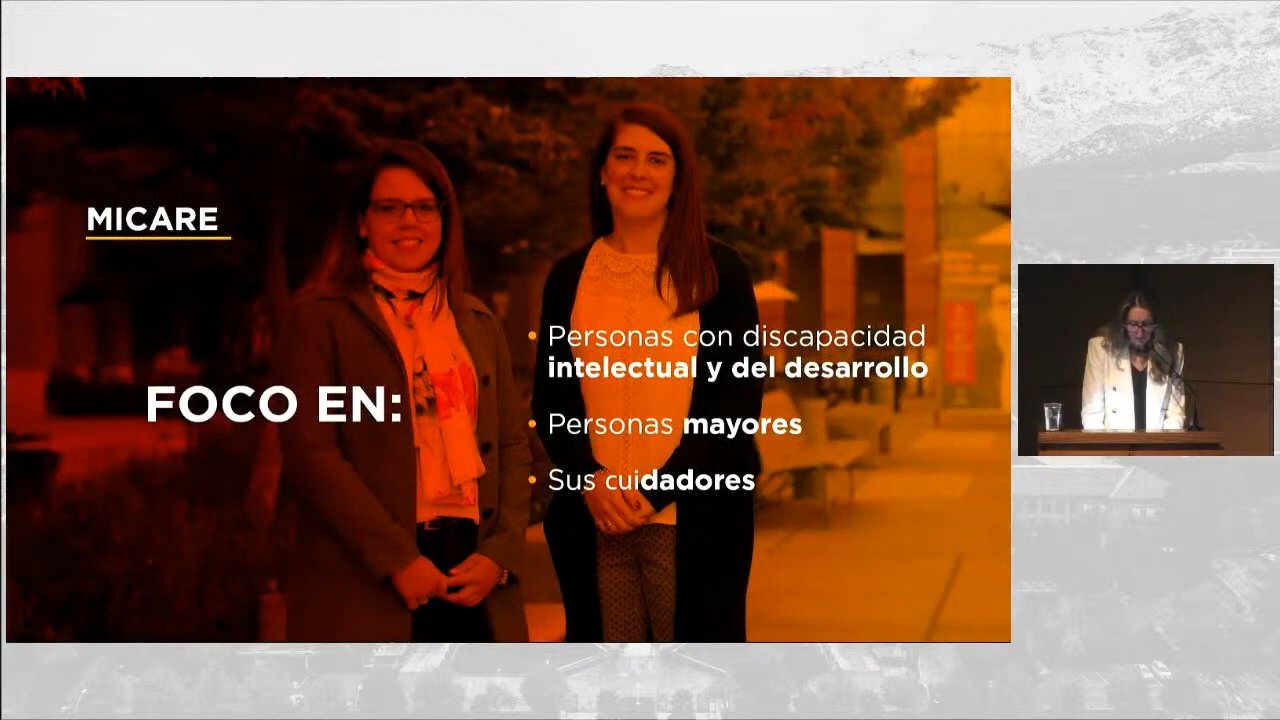 MICARE
FOCO EN:
• Personas con discapacidad
intelectual y del desarrollo
• Personas mayores
• Sus cuidadores